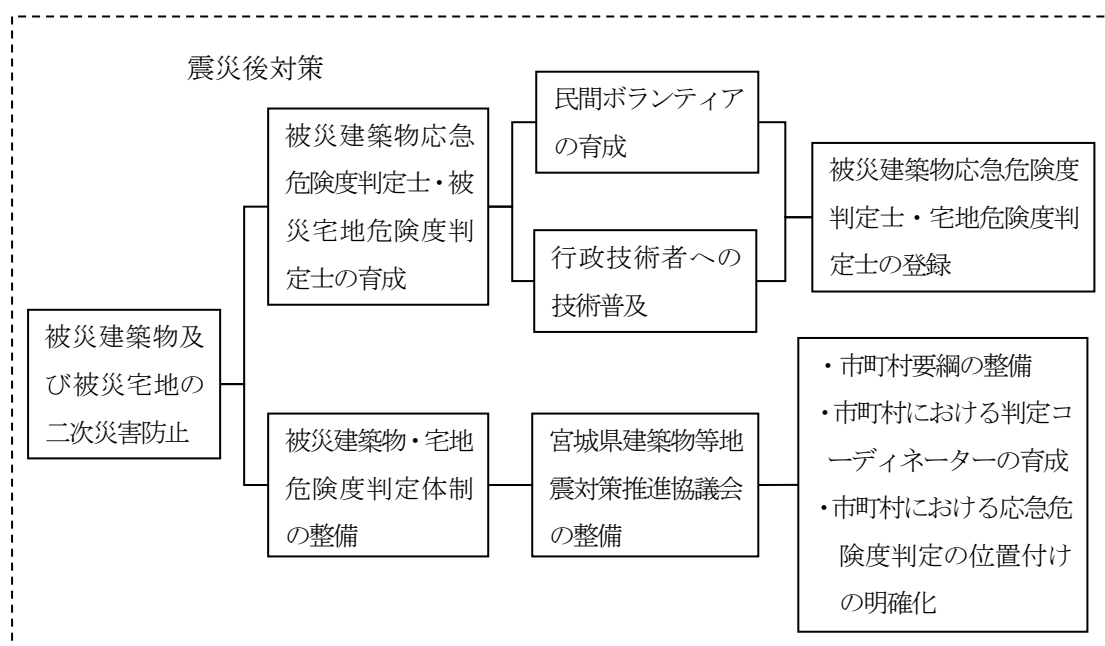 震災後対策
被災建築物及
び被災宅地の
二次災害防止
被災建築物応急
危険度判定士・被
災宅地危険度判
定士の育成
民間ボランティア
の育成
行政技術者への
技術普及
被災建築物応急危険度
判定士・宅地危険度判
定士の登録
被災建築物・宅地
危険度判定体制
の整備
宮城県建築物等地
震対策推進協議会
の整備
・市町村要綱の整備
・市町村における判定コ
ーディネーターの育成
・市町村における応急危
険度判定の位置付け
の明確化